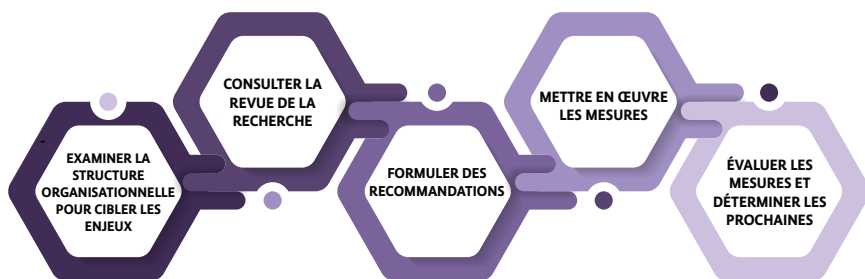 EXAMINER LA
STRUCTURE
ORGANISATIONNELLE
POUR CIBLER LES
ENJEUX
CONSULTER LA
REVUE DE LA
RECHERCHE
FORMULER DES
RECOMMANDATIONS
METTRE EN ŒUVRE
LES MESURES
ÉVALUER LES
MESURES ET
DÉTERMINER LES
PROCHAINES